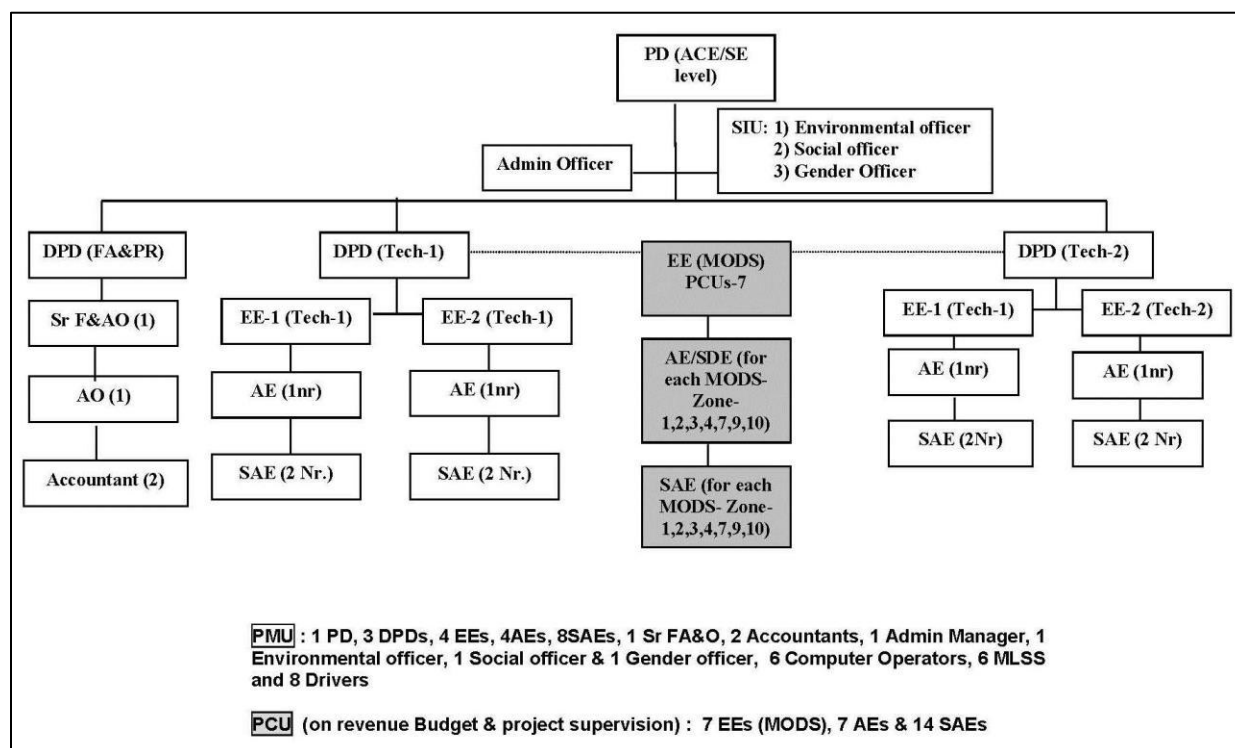 PD (ACE/SE
level)
SIU: 1) Environmental officer
2) Social officer
3) Gender Officer
Admin Officer
DPD (FA&PR)
DPD (Tech-1)
EE (MODS)
PCUs-7
DPD (Tech-2)
Sr F&AO (1)
EE-1 (Tech-1)
EE-2 (Tech-1)
EE-1 (Tech-1)
EE-2 (Tech-2)
AO (1)
AE (1nr)
AE (1nr)
AE/SDE (for
each MODS-
Zone-
1,2,3,4,7,9,10)
AE (1nr)
AE (1nr)
Accountant (2)
SAE (2 Nr.)
SAE (2 Nr.)
SAE (for each
MODS- Zone-
1,2,3,4,7,9,10)
SAE (2Nr)
SAE (2 Nr)
PMU : 1 PD, 3 DPDs, 4 EEs, 4AEs, 8SAEs, 1 Sr FA&O, 2 Accountants, 1 Admin Manager, 1
Environmental officer, 1 Social officer & 1 Gender officer, 6 Computer Operators, 6 MLSS
and 8 Drivers
PCU (on revenue Budget & project supervision) : 7 EEs (MODS), 7 AEs & 14 SAEs